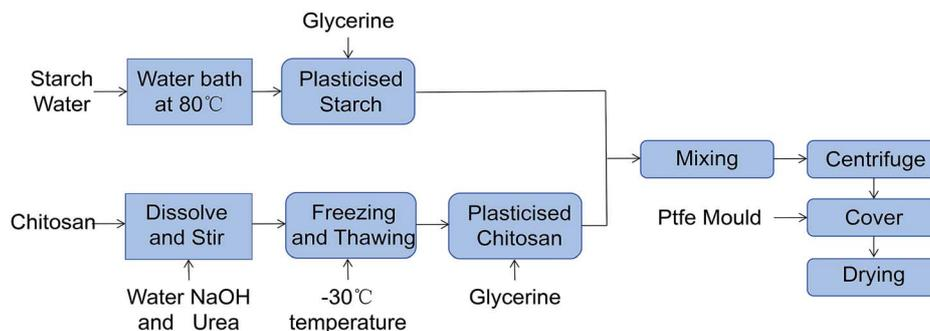 Glycerine
Starch
Water
Water bath
at 80℃
Plasticised
Starch
Mixing
Centrifuge
Chitosan
Dissolve
and Stir
Freezing
and Thawing
Plasticised
Chitosan
Ptfe Mould
Cover
Drying
Water NaOH
and Urea
-30℃
temperature
Glycerine